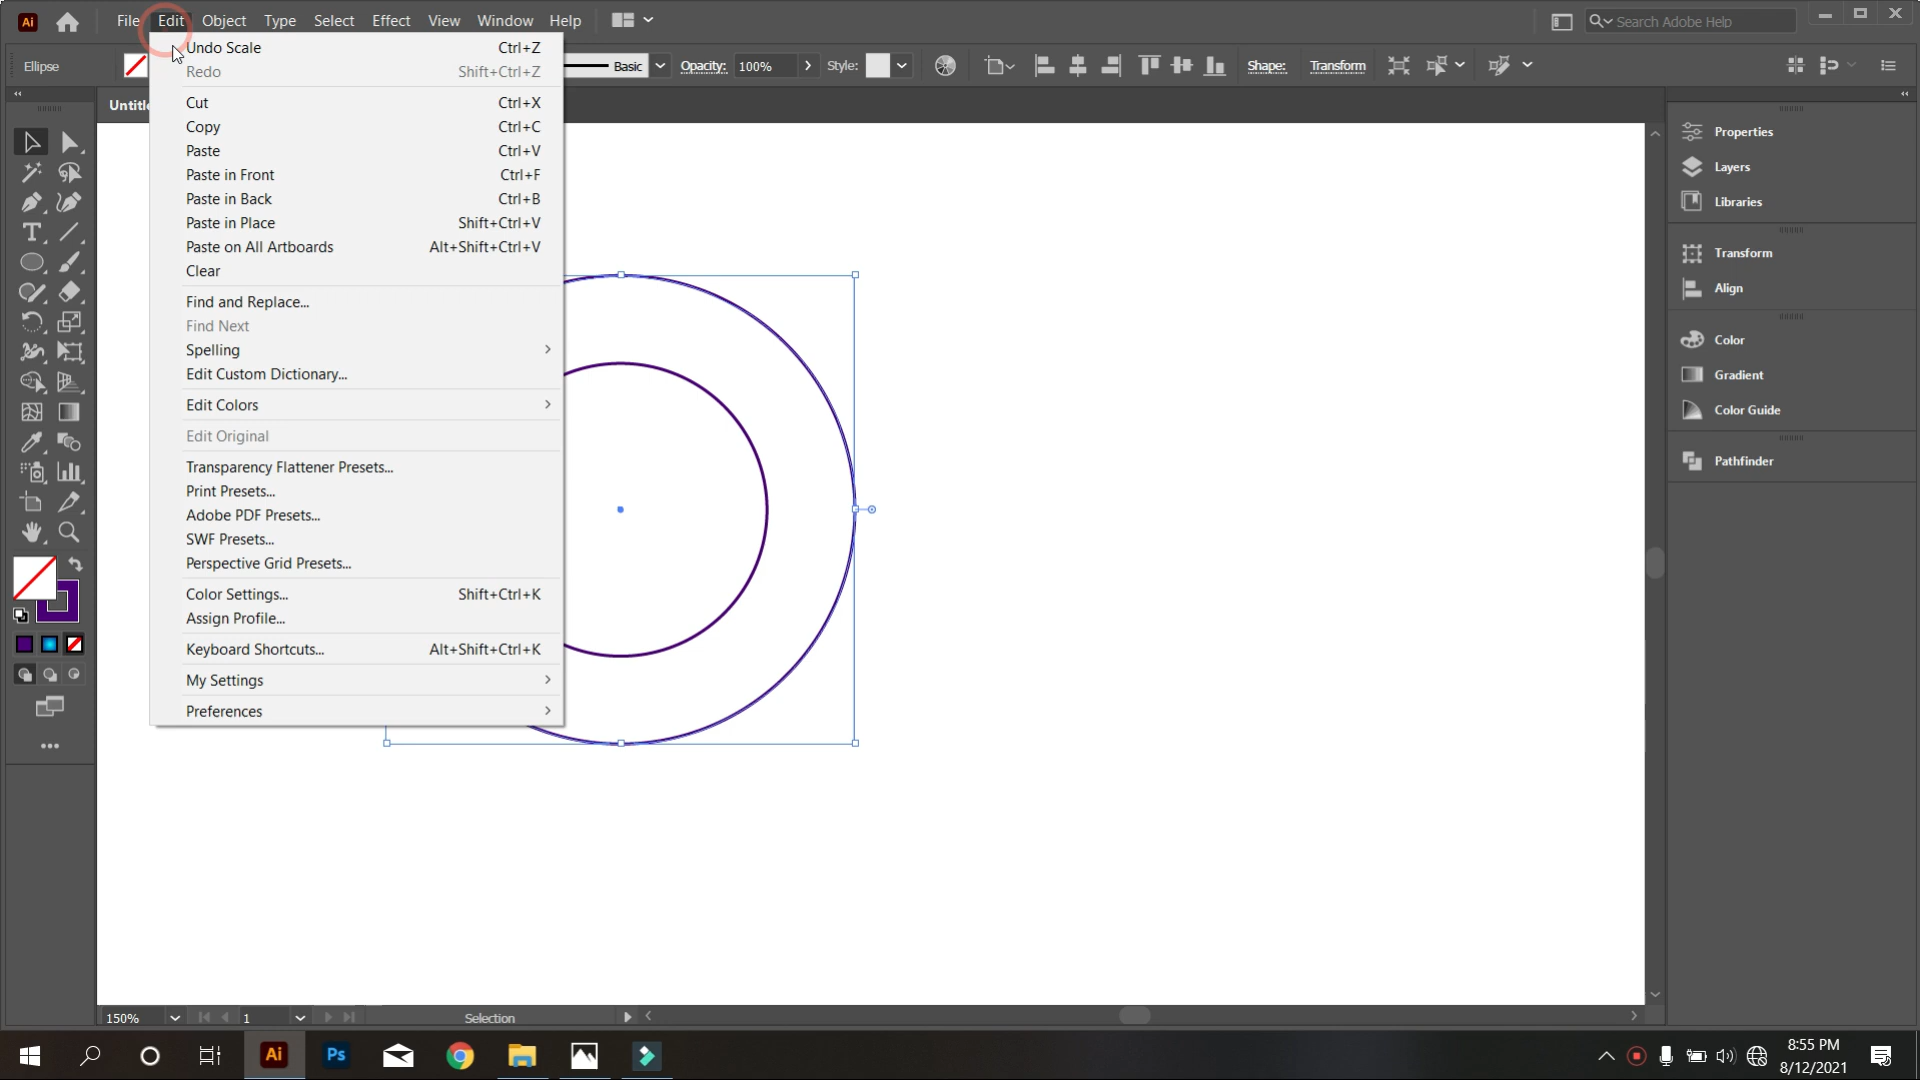 Ai File Edit Object Type Select Effect View Window Help Search Adobe Help
Ellipse Basic Opacity: 100% Style: Shape: Transform
Undo Scale Ctrl+Z
Redo Shift+Ctrl+Z
Cut Ctrl+X
Copy Ctrl+C
Paste Ctrl+V
Paste in Front Ctrl+F
Paste in Back Ctrl+B
Paste in Place Shift+Ctrl+V
Paste on All Artboards Alt+Shift+Ctrl+V
Clear
Find and Replace...
Find Next
Spelling
Edit Custom Dictionary...
Edit Colors
Edit Original
Transparency Flattener Presets...
Print Presets...
Adobe PDF Presets...
SWF Presets...
Perspective Grid Presets...
Color Settings... Shift+Ctrl+K
Assign Profile...
Keyboard Shortcuts... Alt+Shift+Ctrl+K
My Settings
Preferences
Properties
Layers
Libraries
Transform
Align
Color
Gradient
Color Guide
Pathfinder
150% 1 Selection
Ai Ps
8:55 PM
8/12/2021